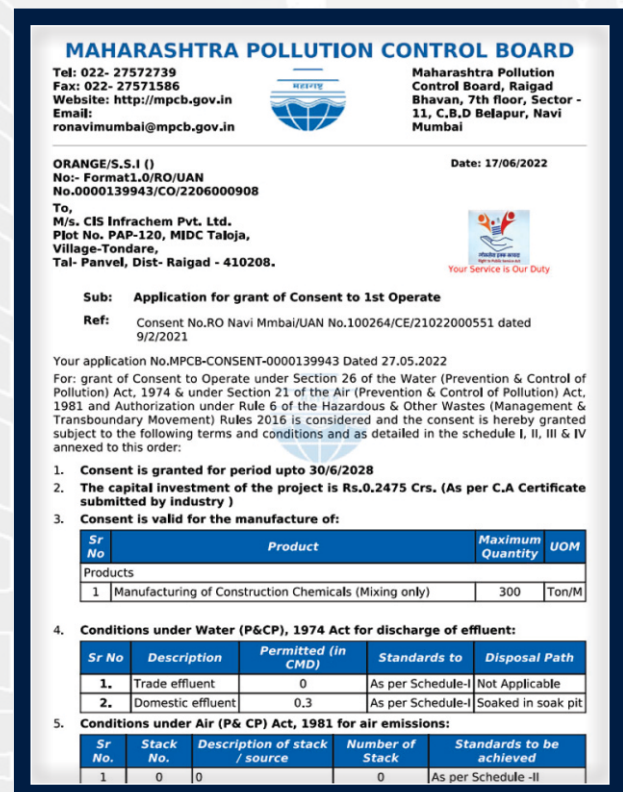 MAHARASHTRA POLLUTION CONTROL BOARD
Tel: 022- 27572739
Fax: 022- 27571586
Website: http://mpcb.gov.in
Email:
ronavimumbai@mpcb.gov.in
महाराष्ट्र
Maharashtra Pollution
Control Board, Raigad
Bhavan, 7th floor, Sector -
11, C.B.D Belapur, Navi
Mumbai
ORANGE/S.S.I ()
No:- Format1.0/RO/UAN
No.0000139943/CO/2206000908
Date: 17/06/2022
To,
M/s. CIS Infrachem Pvt. Ltd.
Plot No. PAP-120, MIDC Taloja,
Village-Tondare,
Tal- Panvel, Dist- Raigad - 410208.
Your Service is Our Duty
Sub: Application for grant of Consent to 1st Operate
Ref: Consent No.RO Navi Mmbai/UAN No.100264/CE/21022000551 dated
9/2/2021
Your application No.MPCB-CONSENT-0000139943 Dated 27.05.2022
For: grant of Consent to Operate under Section 26 of the Water (Prevention & Control of
Pollution) Act, 1974 & under Section 21 of the Air (Prevention & Control of Pollution) Act,
1981 and Authorization under Rule 6 of the Hazardous & Other Wastes (Management &
Transboundary Movement) Rules 2016 is considered and the consent is hereby granted
subject to the following terms and conditions and as detailed in the schedule I, II, III & IV
annexed to this order:
1. Consent is granted for period upto 30/6/2028
2. The capital investment of the project is Rs.0.2475 Crs. (As per C.A Certificate
submitted by industry )
3. Consent is valid for the manufacture of:
Sr No Product Maximum Quantity UOM
Products
1 Manufacturing of Construction Chemicals (Mixing only) 300 Ton/M
4. Conditions under Water (P&CP), 1974 Act for discharge of effluent:
Sr No Description Permitted (in CMD) Standards to Disposal Path
1. Trade effluent 0 As per Schedule-I Not Applicable
2. Domestic effluent 0.3 As per Schedule-I Soaked in soak pit
5. Conditions under Air (P& CP) Act, 1981 for air emissions:
Sr No. Stack No. Description of stack / source Number of Stack Standards to be achieved
1 0 0 0 As per Schedule -II